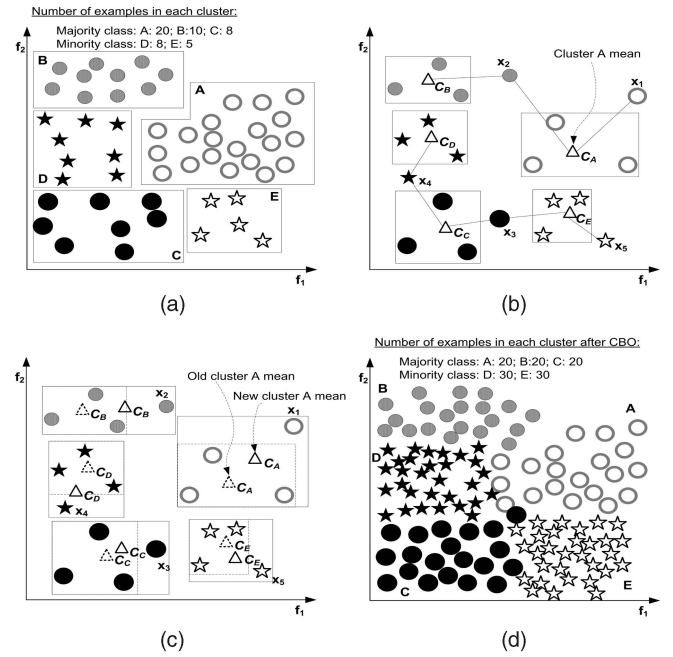 Number of examples in each cluster:
Majority class: A: 20; B:10; C: 8
Minority class: D: 8; E: 5
f2
B
A
D
E
C
f1
(a)
f2
x2
Cluster A mean
x1
CB
CD
CA
x4
CE
CC
x3
x5
f1
(b)
f2
Old cluster A mean
New cluster A mean
x2
x1
CB
CB
CA
CD
CA
CD
x4
CC
CC
CE
x3
CE
x5
f1
(c)
Number of examples in each cluster after CBO:
Majority class: A: 20; B:20; C: 20
Minority class: D: 30; E: 30
f2
B
A
D
C
E
f1
(d)